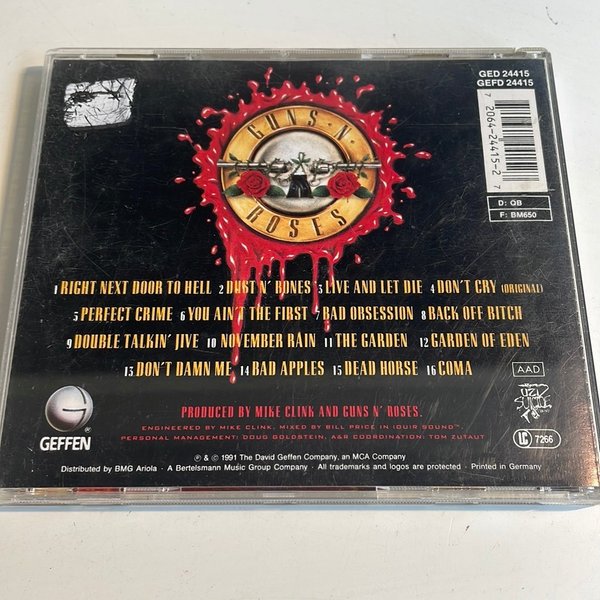 GED 24415
GEFD 24415
7 20064-24415-2 7
D: QB
F: BM650
GUNS·N·
ROSES
1 RIGHT NEXT DOOR TO HELL 2 DUST N' BONES 3 LIVE AND LET DIE 4 DON'T CRY (ORIGINAL)
5 PERFECT CRIME 6 YOU AIN'T THE FIRST 7 BAD OBSESSION 8 BACK OFF BITCH
9 DOUBLE TALKIN' JIVE 10 NOVEMBER RAIN 11 THE GARDEN 12 GARDEN OF EDEN
13 DON'T DAMN ME 14 BAD APPLES 15 DEAD HORSE 16 COMA
AAD
UZI
SUICIDE
GEFFEN
PRODUCED BY MIKE CLINK AND GUNS N' ROSES.
ENGINEERED BY MIKE CLINK. MIXED BY BILL PRICE IN (QUIR SOUND™.
PERSONAL MANAGEMENT: DOUG GOLDSTEIN. A&R COORDINATION: TOM ZUTAUT
LC 7266
℗ & © 1991 The David Geffen Company, an MCA Company
Distributed by BMG Ariola • A Bertelsmann Music Group Company • All trademarks and logos are protected • Printed in Germany